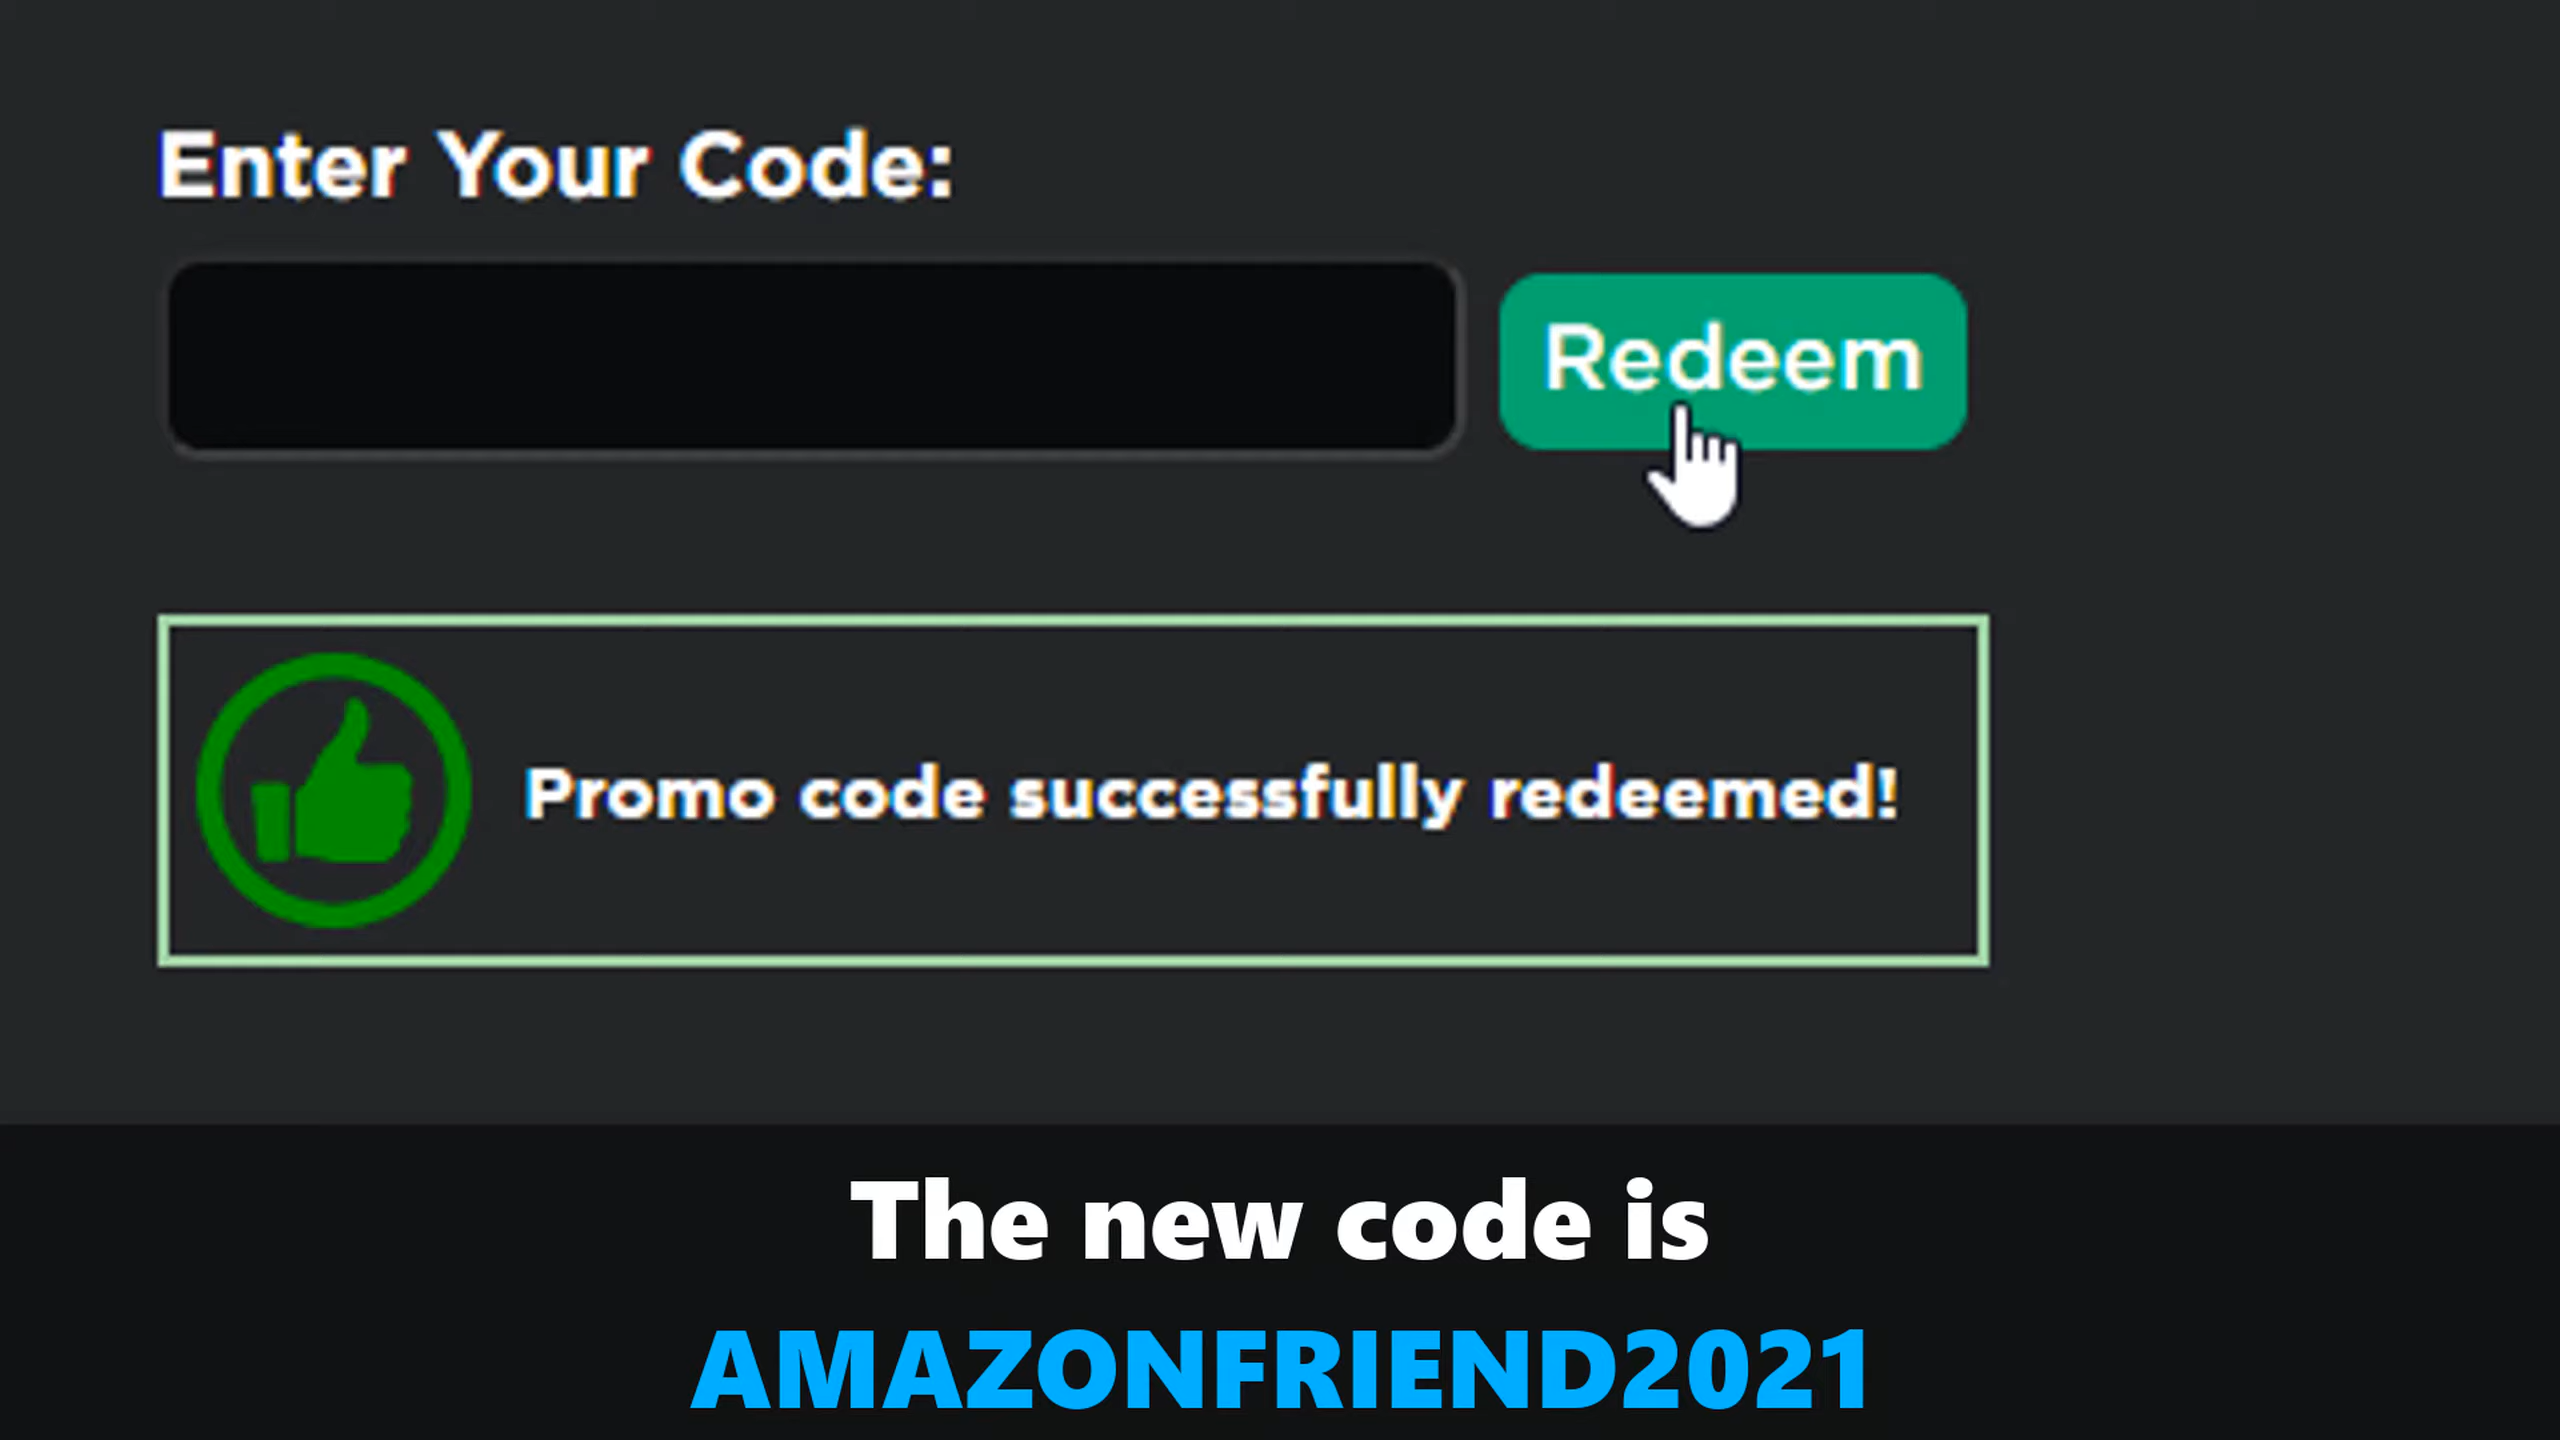 Enter Your Code:
Redeem
Promo code successfully redeemed!
The new code is
AMAZONFRIEND2021